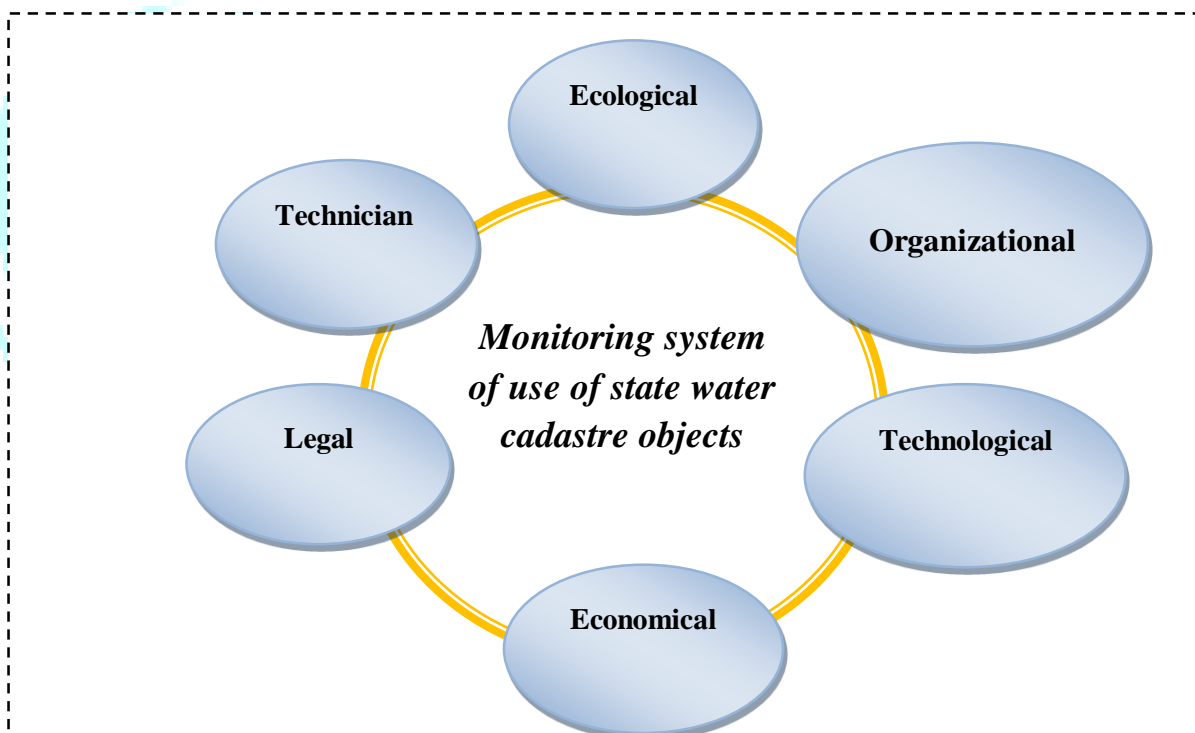 Ecological
Technician
Organizational
Monitoring system
of use of state water
cadastre objects
Legal
Technological
Economical